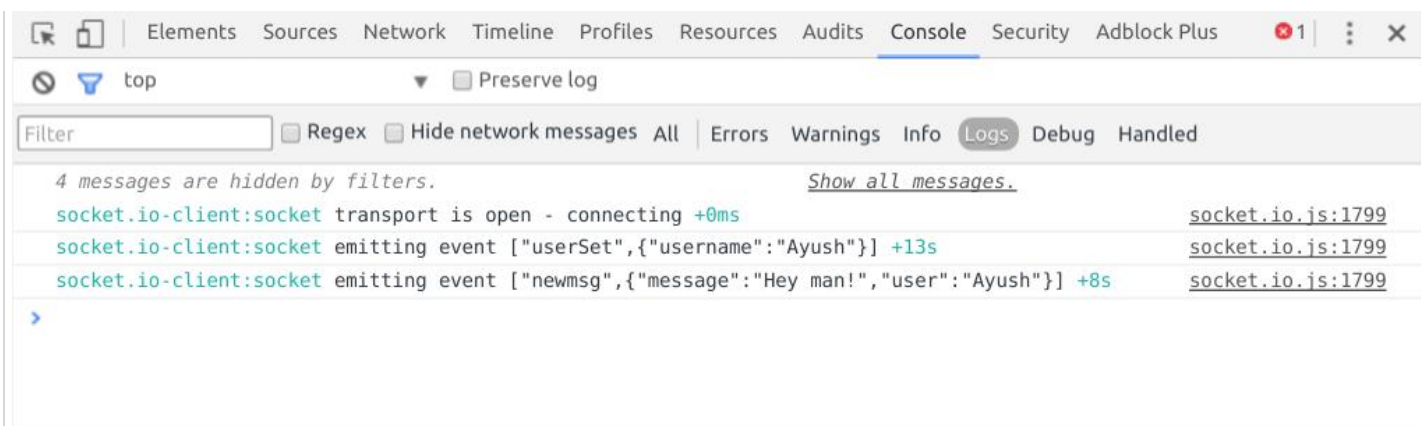 Elements Sources Network Timeline Profiles Resources Audits Console Security Adblock Plus 1
top Preserve log
Filter Regex Hide network messages All Errors Warnings Info Logs Debug Handled
4 messages are hidden by filters. Show all messages.
socket.io-client:socket transport is open - connecting +0ms socket.io.js:1799
socket.io-client:socket emitting event ["userSet",{"username":"Ayush"}] +13s socket.io.js:1799
socket.io-client:socket emitting event ["newmsg",{"message":"Hey man!","user":"Ayush"}] +8s socket.io.js:1799